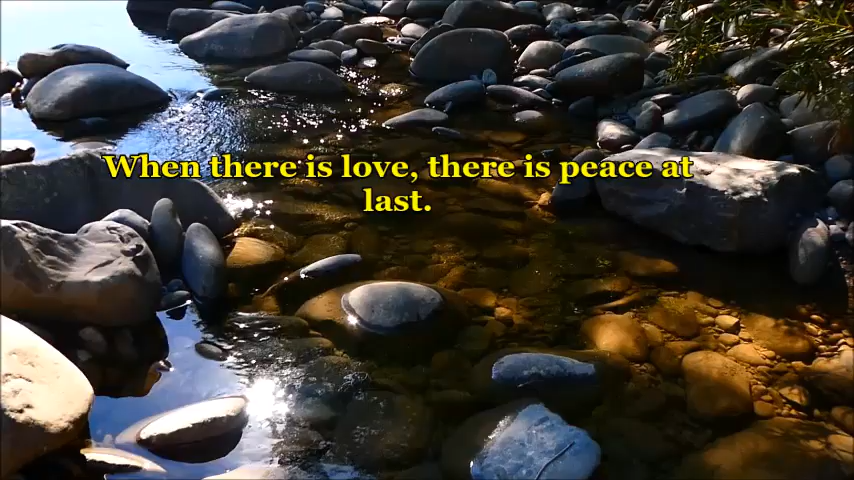 When there is love, there is peace at
last.